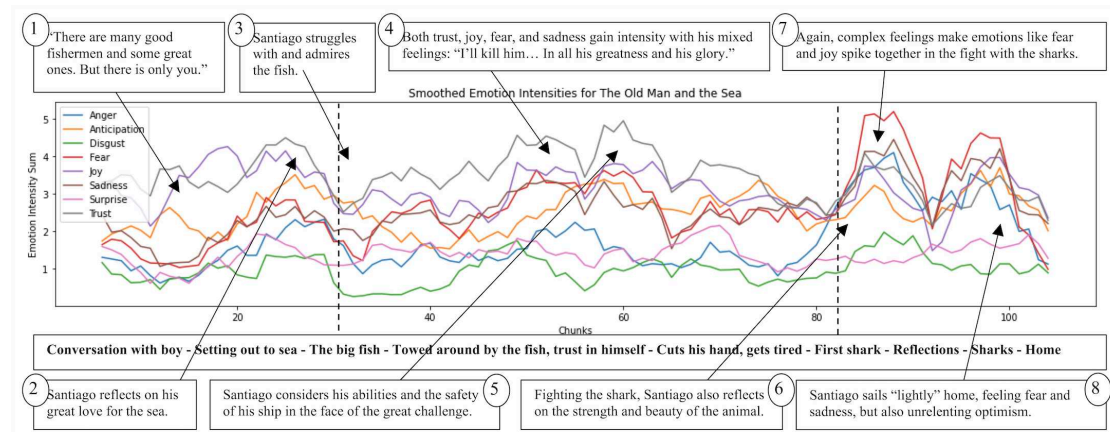 1
"There are many good
fishermen and some great
ones. But there is only you."
3
Santiago struggles
with and admires
the fish.
4
Both trust, joy, fear, and sadness gain intensity with his mixed
feelings: “I’ll kill him… In all his greatness and his glory.”
7
Again, complex feelings make emotions like fear
and joy spike together in the fight with the sharks.
Smoothed Emotion Intensities for The Old Man and the Sea
Emotion Intensity Sum
5
4
3
2
1
Anger
Anticipation
Disgust
Fear
Joy
Sadness
Surprise
Trust
20
40
60
80
100
Chunks
Conversation with boy - Setting out to sea - The big fish - Towed around by the fish, trust in himself - Cuts his hand, gets tired - First shark - Reflections - Sharks - Home
2
Santiago reflects on his
great love for the sea.
Santiago considers his abilities and the safety
of his ship in the face of the great challenge.
5
Fighting the shark, Santiago also reflects
on the strength and beauty of the animal.
6
Santiago sails “lightly” home, feeling fear and
sadness, but also unrelenting optimism.
8